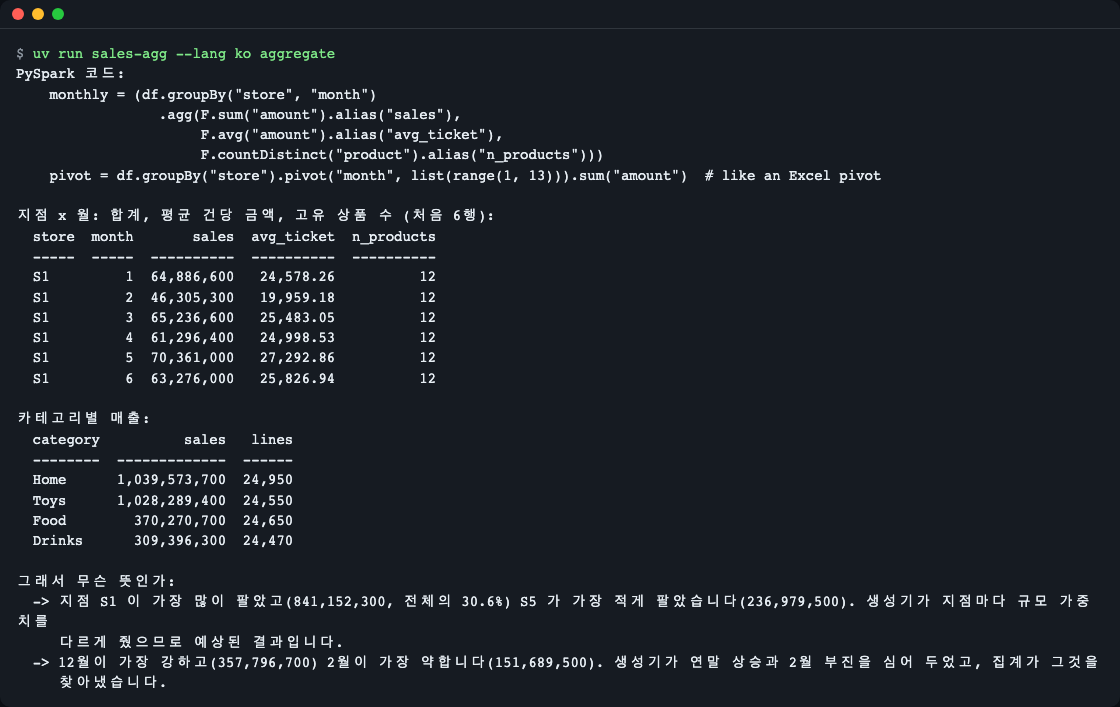 $ uv run sales-agg --lang ko aggregate
PySpark 코드:
    monthly = (df.groupBy("store", "month")
                 .agg(F.sum("amount").alias("sales"),
                      F.avg("amount").alias("avg_ticket"),
                      F.countDistinct("product").alias("n_products")))
    pivot = df.groupBy("store").pivot("month", list(range(1, 13))).sum("amount")  # like an Excel pivot
지점 x 월: 합계, 평균 건당 금액, 고유 상품 수 (처음 6행):
  store  month       sales  avg_ticket  n_products
  -----  -----  ----------  ----------  ----------
  S1         1  64,886,600   24,578.26          12
  S1         2  46,305,300   19,959.18          12
  S1         3  65,236,600   25,483.05          12
  S1         4  61,296,400   24,998.53          12
  S1         5  70,361,000   27,292.86          12
  S1         6  63,276,000   25,826.94          12
카테고리별 매출:
  category          sales   lines
  --------  -------------  ------
  Home      1,039,573,700  24,950
  Toys      1,028,289,400  24,550
  Food        370,270,700  24,650
  Drinks      309,396,300  24,470
그래서 무슨 뜻인가:
  -> 지점 S1 이 가장 많이 팔았고(841,152,300, 전체의 30.6%) S5 가 가장 적게 팔았습니다(236,979,500). 생성기가 지점마다 규모 가중
치를
     다르게 줬으므로 예상된 결과입니다.
  -> 12월이 가장 강하고(357,796,700) 2월이 가장 약합니다(151,689,500). 생성기가 연말 상승과 2월 부진을 심어 두었고, 집계가 그것을
     찾아냈습니다.